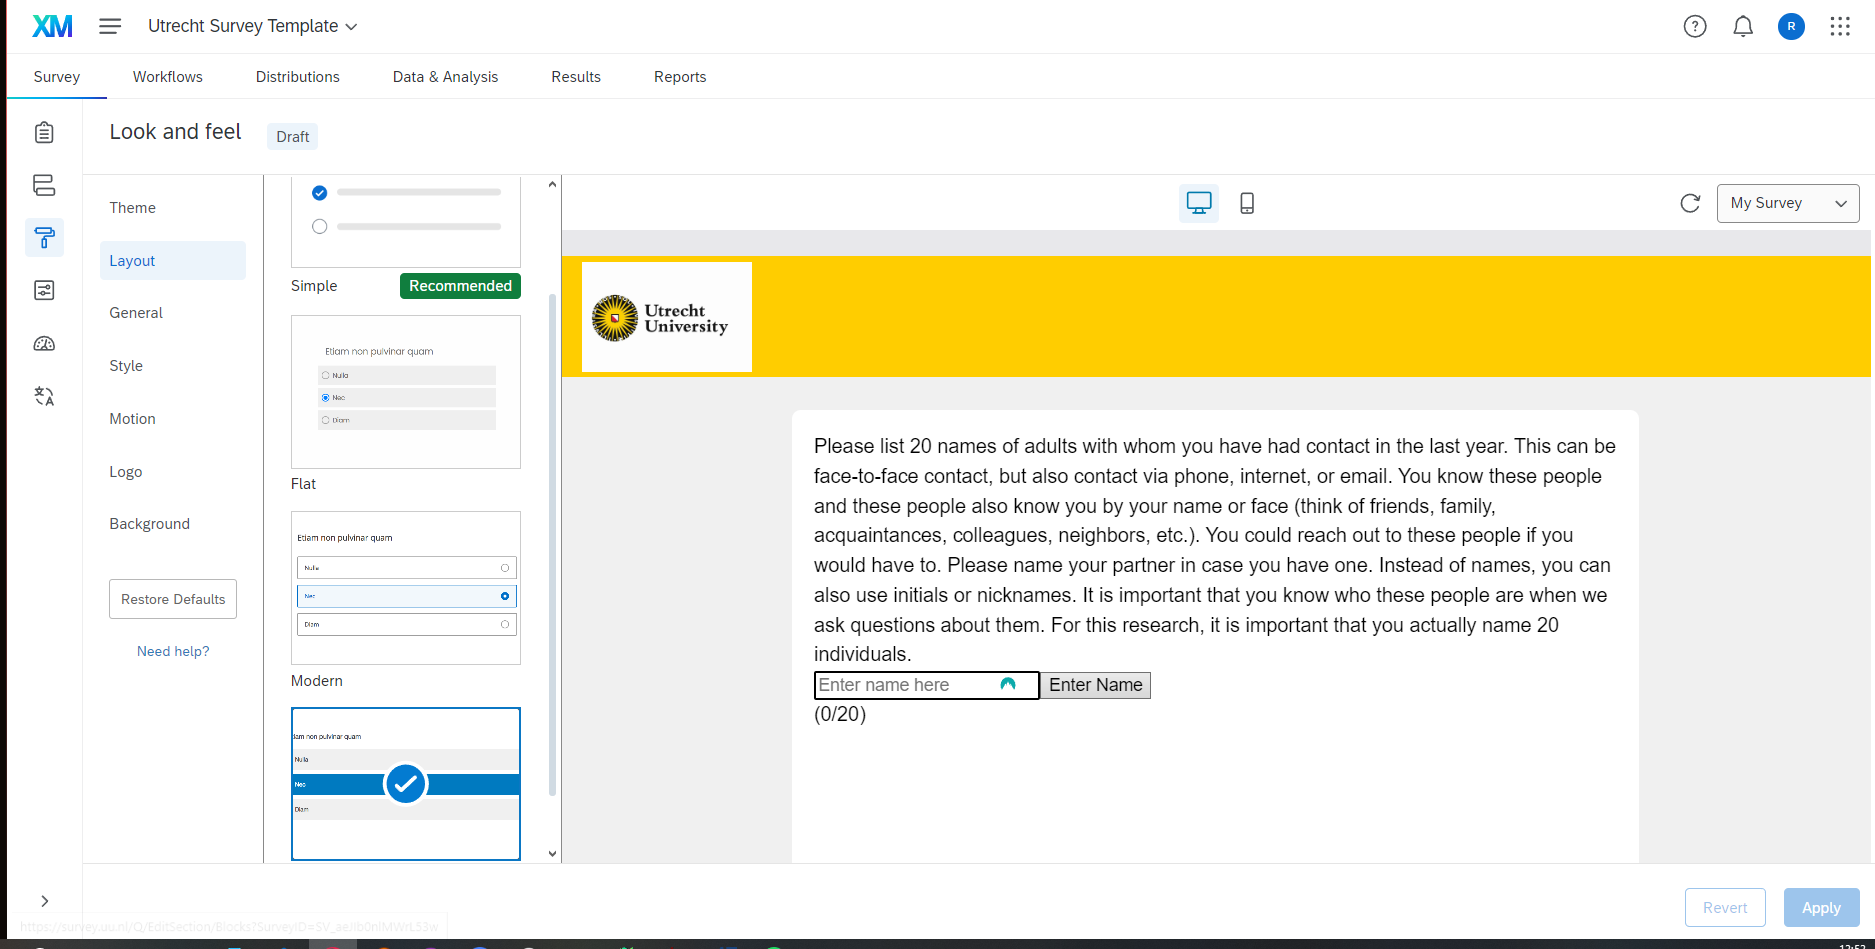 XM
Utrecht Survey Template
R
Survey
Workflows
Distributions
Data & Analysis
Results
Reports
Look and feel
Draft
Theme
Layout
General
Style
Motion
Logo
Background
Restore Defaults
Need help?
Simple
Recommended
Etiam non pulvinar quam
Nulla
Nec
Diam
Flat
Etiam non pulvinar quam
Nulla
Nec
Diam
Modern
iam non pulvinar quam
Nulla
Nec
Diam
My Survey
Utrecht
University
Please list 20 names of adults with whom you have had contact in the last year. This can be
face-to-face contact, but also contact via phone, internet, or email. You know these people
and these people also know you by your name or face (think of friends, family,
acquaintances, colleagues, neighbors, etc.). You could reach out to these people if you
would have to. Please name your partner in case you have one. Instead of names, you can
also use initials or nicknames. It is important that you know who these people are when we
ask questions about them. For this research, it is important that you actually name 20
individuals.
Enter name here
Enter Name
(0/20)
Revert
Apply